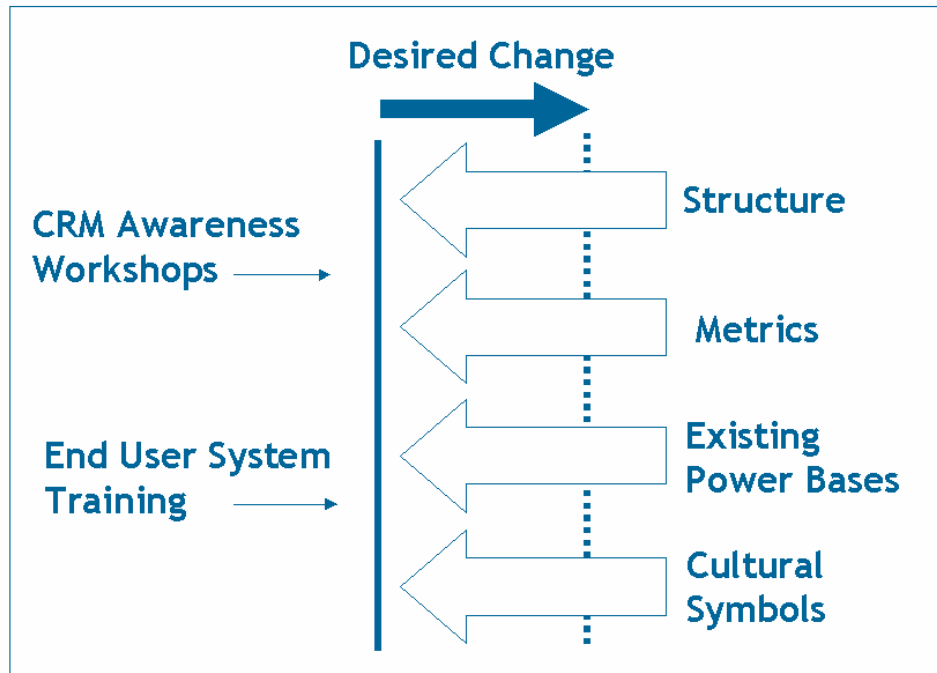 Desired Change
CRM Awareness
Workshops
End User System
Training
Structure
Metrics
Existing
Power Bases
Cultural
Symbols